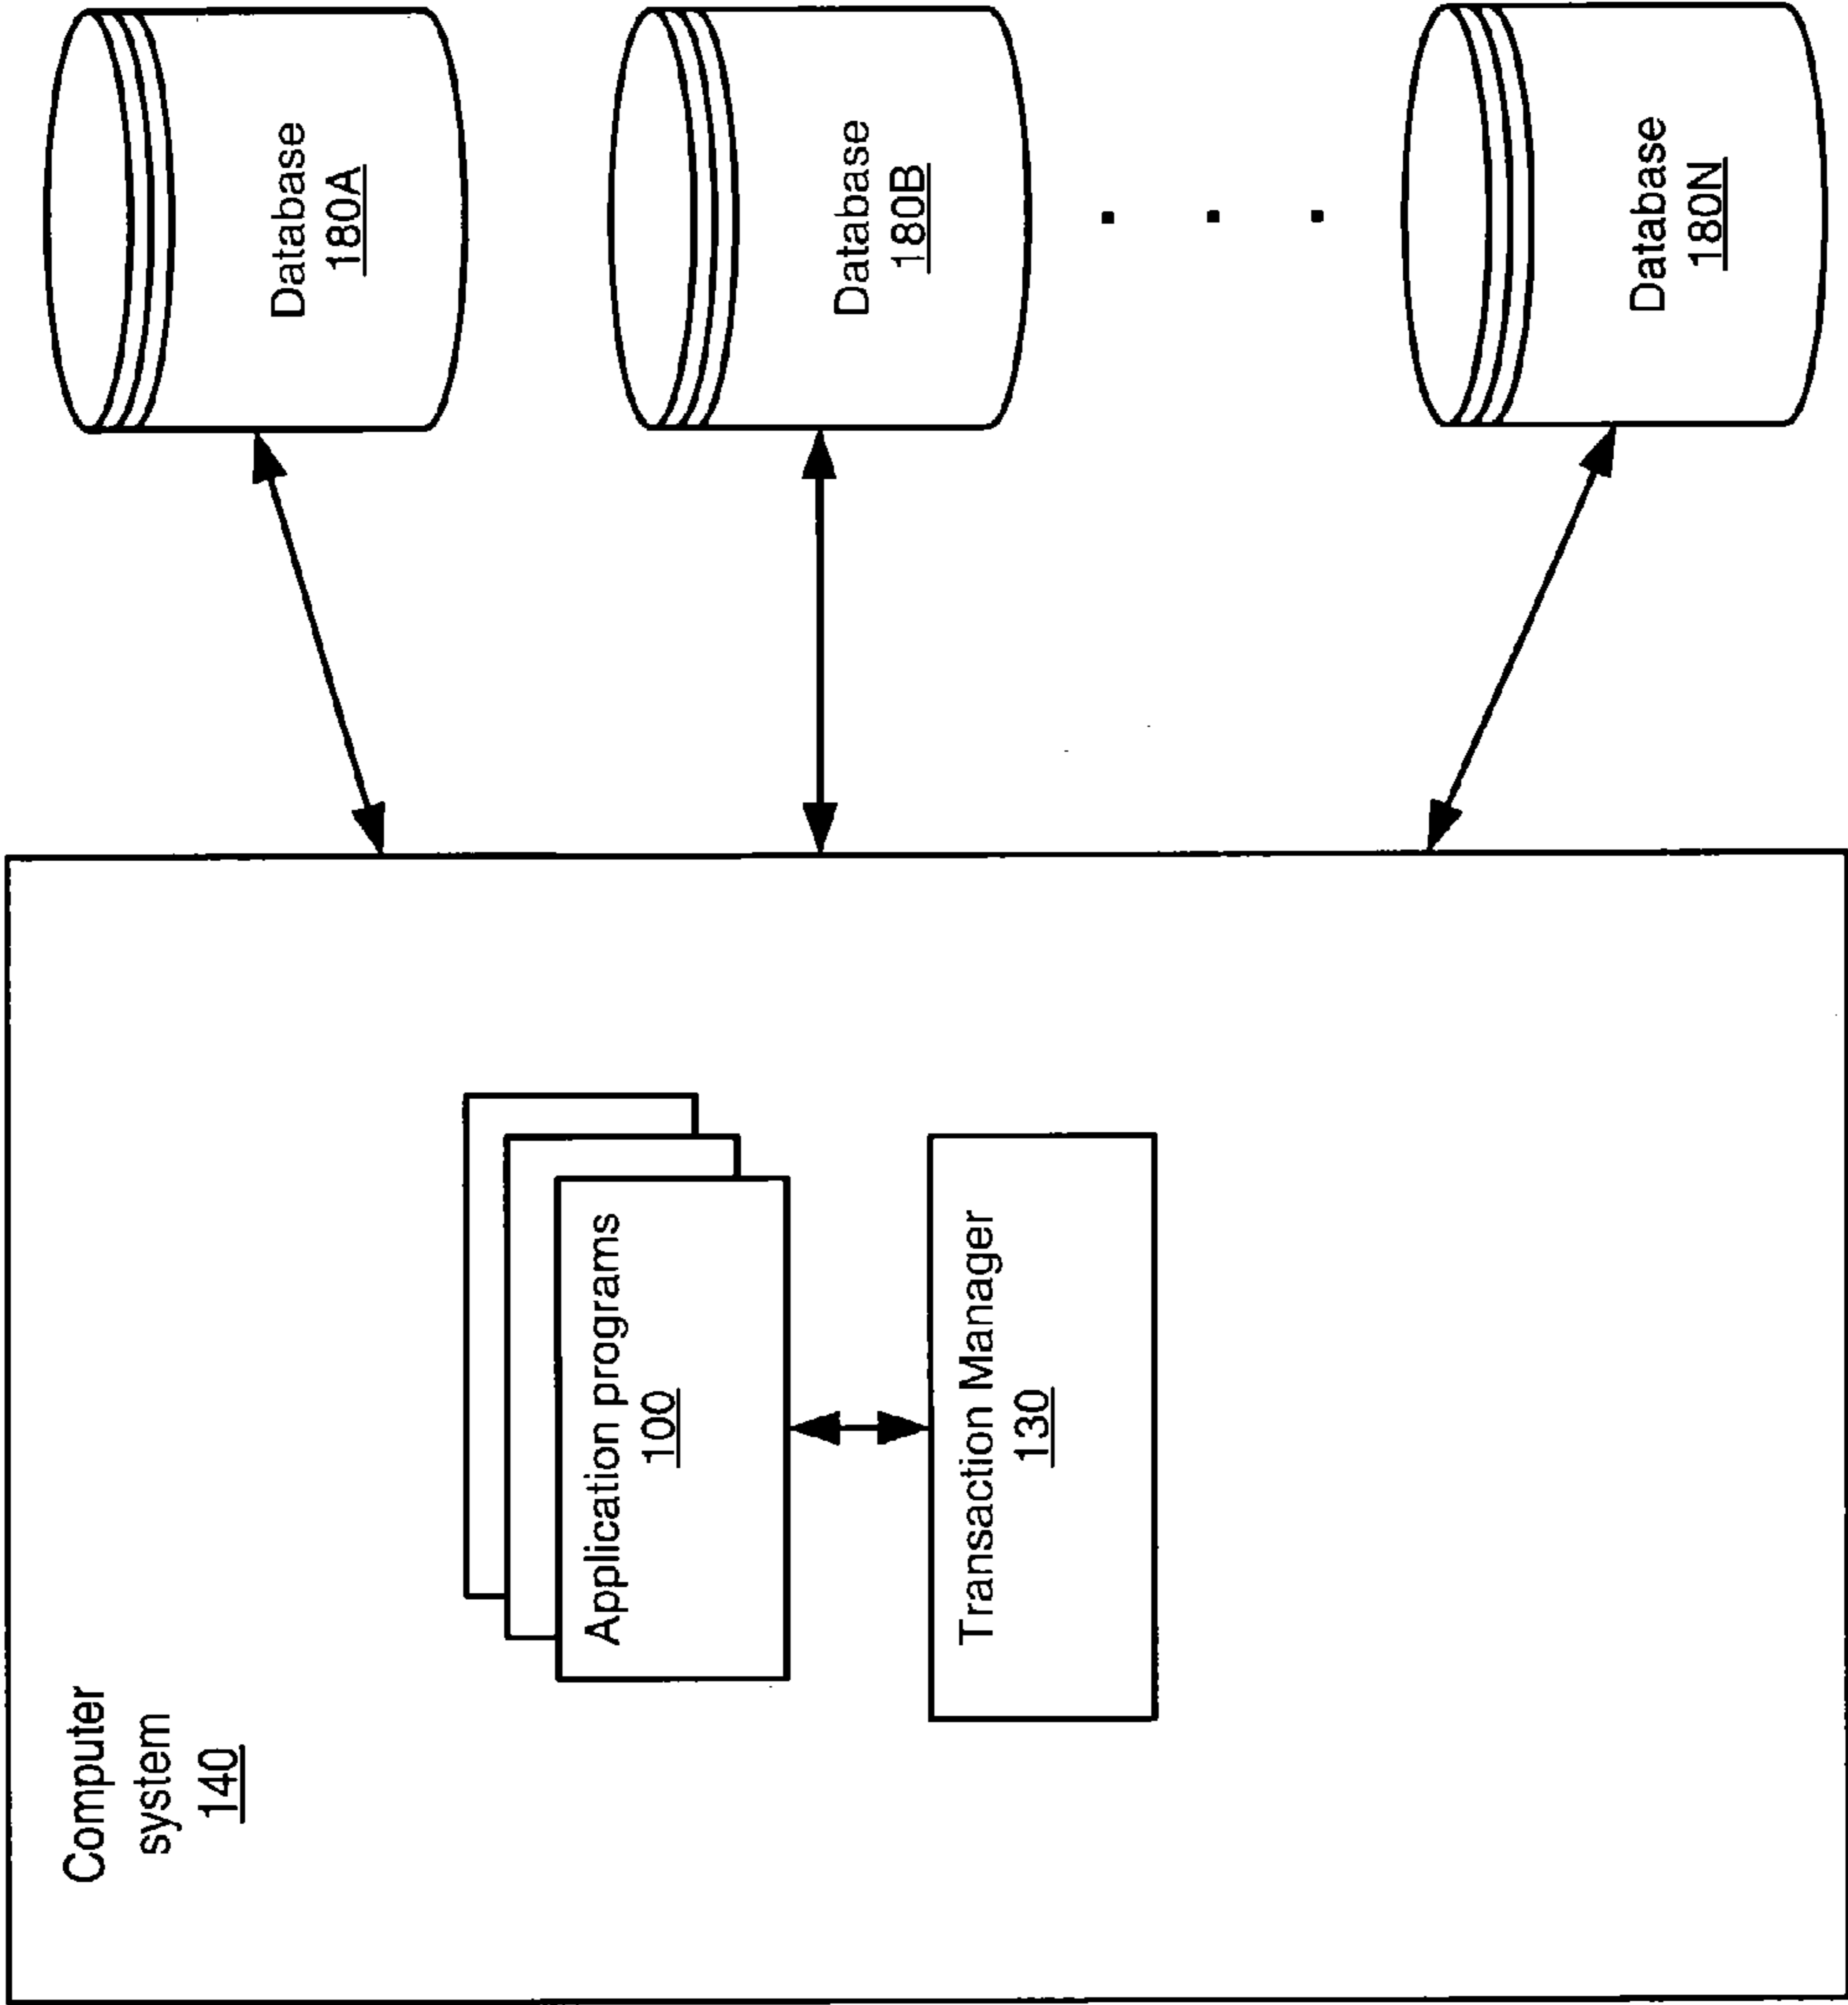 Computer
system
140
Application programs
100
Transaction Manager
130
Database
180A
Database
180B
Database
180N